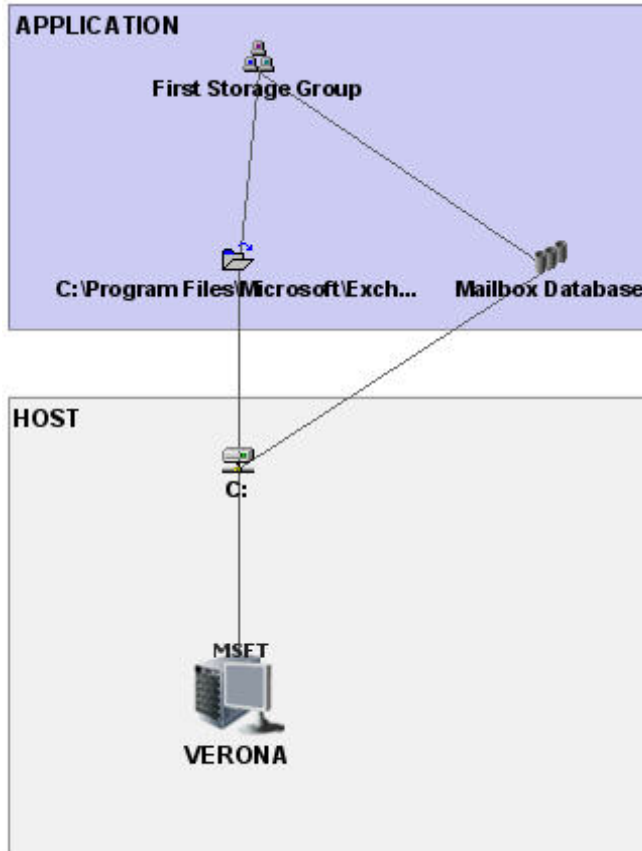 APPLICATION
First Storage Group
C:\Program Files\Microsoft\Exch...
Mailbox Database
HOST
C:
MSFT
VERONA